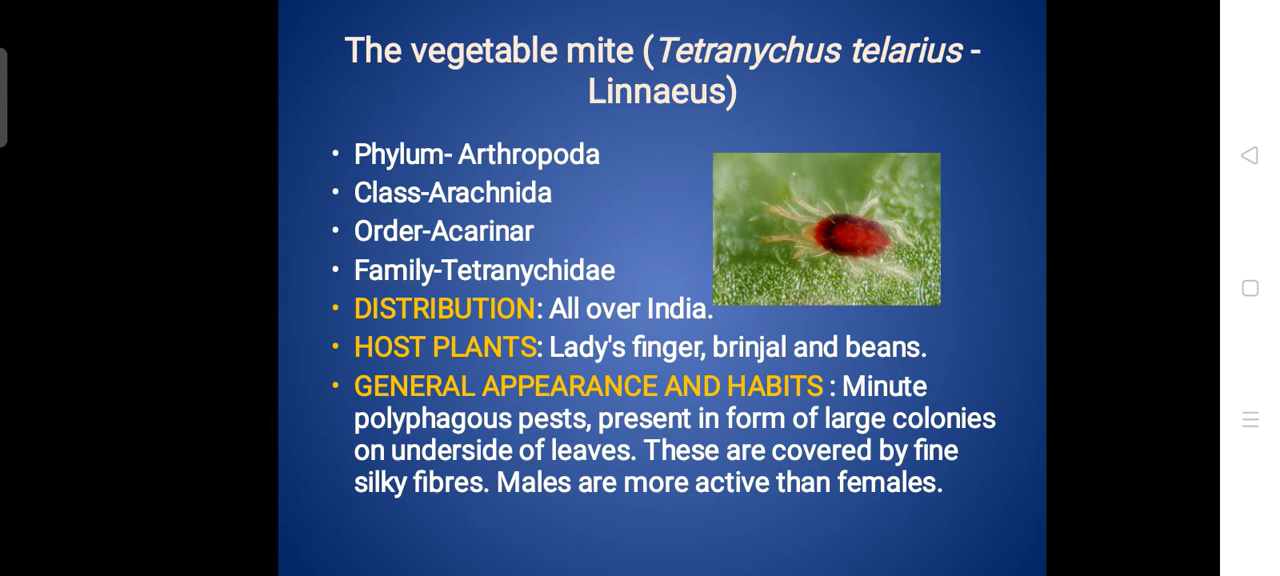 The vegetable mite (Tetranychus telarius -
Linnaeus)
• Phylum- Arthropoda
• Class-Arachnida
• Order-Acarinar
• Family-Tetranychidae
• DISTRIBUTION: All over India.
• HOST PLANTS: Lady's finger, brinjal and beans.
• GENERAL APPEARANCE AND HABITS : Minute
polyphagous pests, present in form of large colonies
on underside of leaves. These are covered by fine
silky fibres. Males are more active than females.